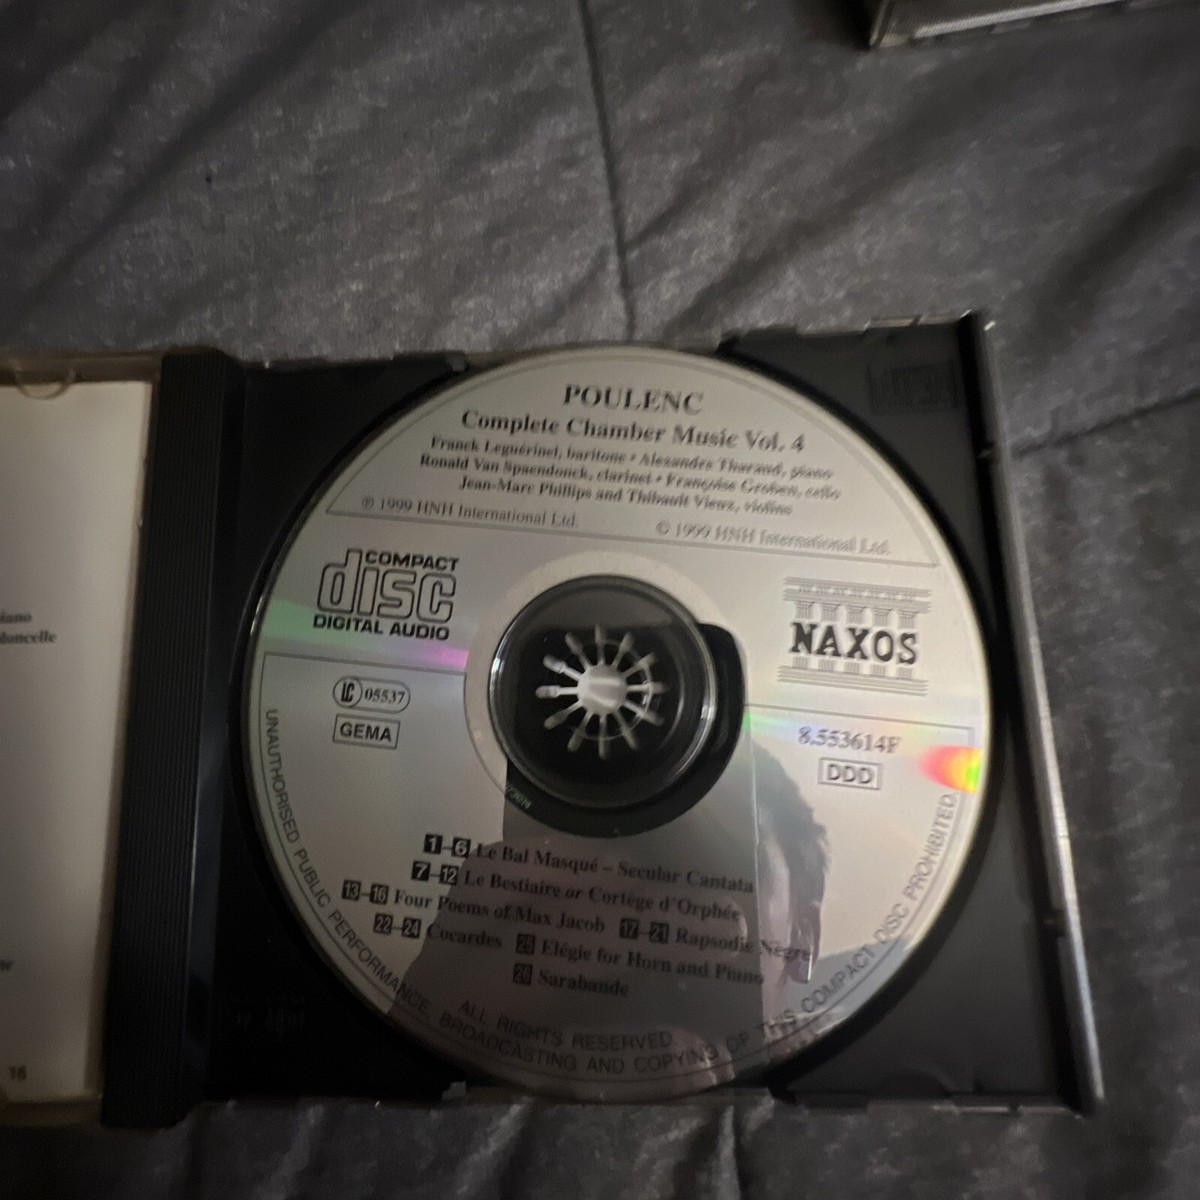 POULENC
Complete Chamber Music Vol. 4
Franck Leguérinel, baritone • Alexandre Tharaud, piano
Ronald Van Spaendonck, clarinet • Françoise Groben, cello
Jean-Marc Phillips and Thibault Vieux, violins
℗ 1999 HNH International Ltd. © 1999 HNH International Ltd.
COMPACT
disc
DIGITAL AUDIO
NAXOS
LC 05537
GEMA
8.553614F
DDD
1–6 Le Bal Masqué – Secular Cantata
7–12 Le Bestiaire or Cortège d'Orphée
13–16 Four Poems of Max Jacob 17–21 Rapsodie Nègre
22–24 Cocardes 25 Elégie for Horn and Piano
26 Sarabande
ALL RIGHTS RESERVED.
UNAUTHORISED PUBLIC PERFORMANCE, BROADCASTING AND COPYING OF THIS COMPACT DISC PROHIBITED.
iano
loncelle
16